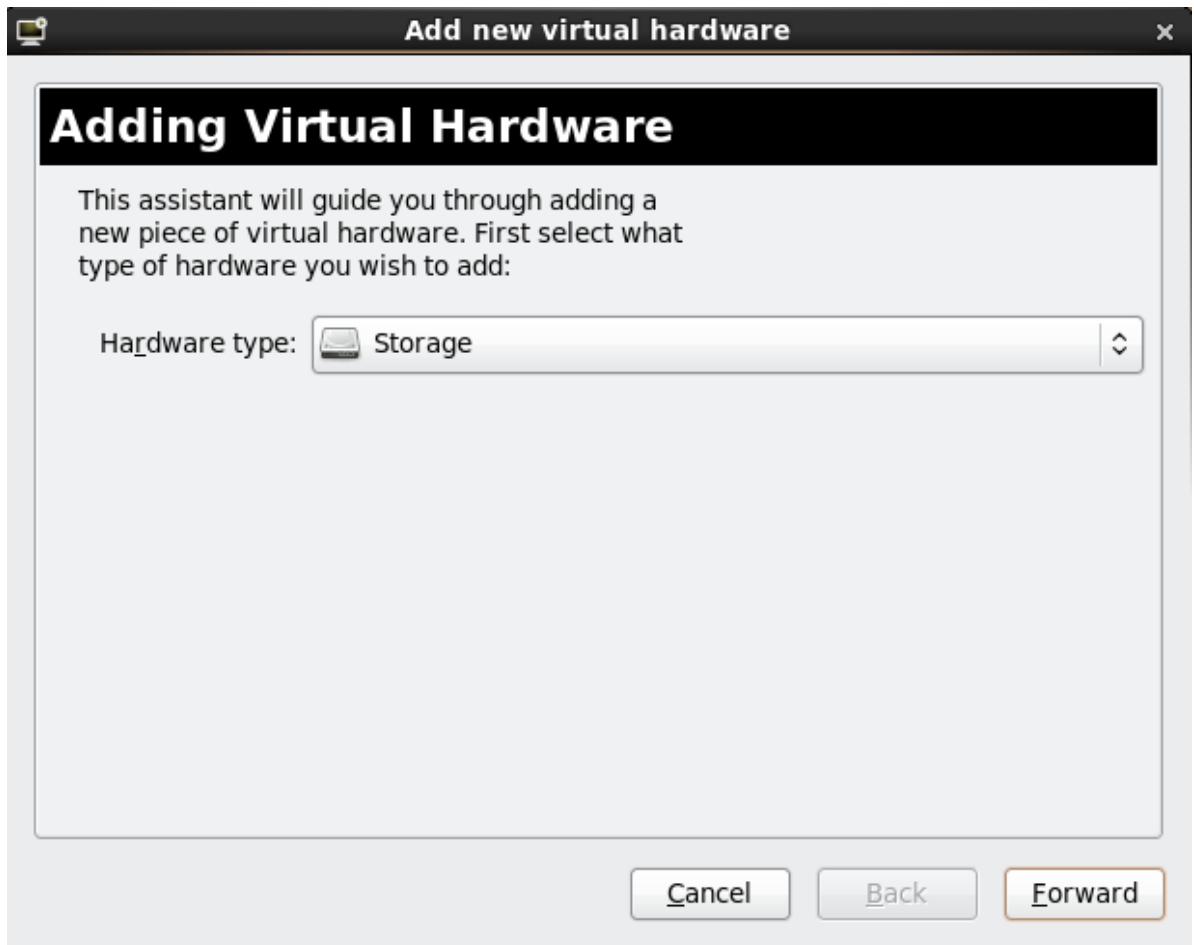 Add new virtual hardware
Adding Virtual Hardware
This assistant will guide you through adding a
new piece of virtual hardware. First select what
type of hardware you wish to add:
Hardware type: Storage
Cancel Back Forward